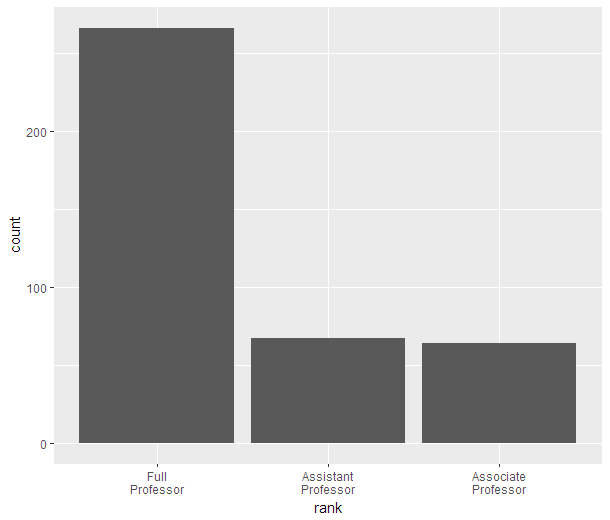 count
200
100
0
Full
Professor
Assistant
Professor
Associate
Professor
rank